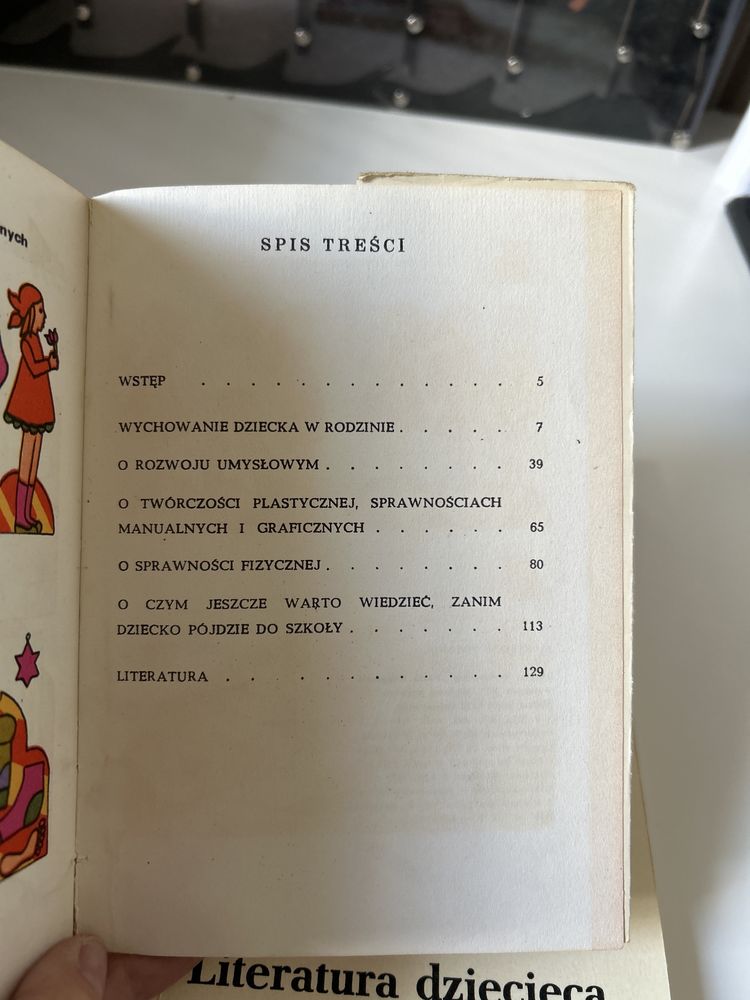 nych
SPIS TREŚCI
WSTĘP . . . . . . . . . . . . . 5
WYCHOWANIE DZIECKA W RODZINIE . . . . . 7
O ROZWOJU UMYSŁOWYM . . . . . . . . 39
O TWÓRCZOŚCI PLASTYCZNEJ, SPRAWNOŚCIACH
MANUALNYCH I GRAFICZNYCH . . . . . . 65
O SPRAWNOŚCI FIZYCZNEJ . . . . . . . . 80
O CZYM JESZCZE WARTO WIEDZIEĆ, ZANIM
DZIECKO PÓJDZIE DO SZKOŁY . . . . . . . 113
LITERATURA . . . . . . . . . . . . 129
Literatura dziecięca